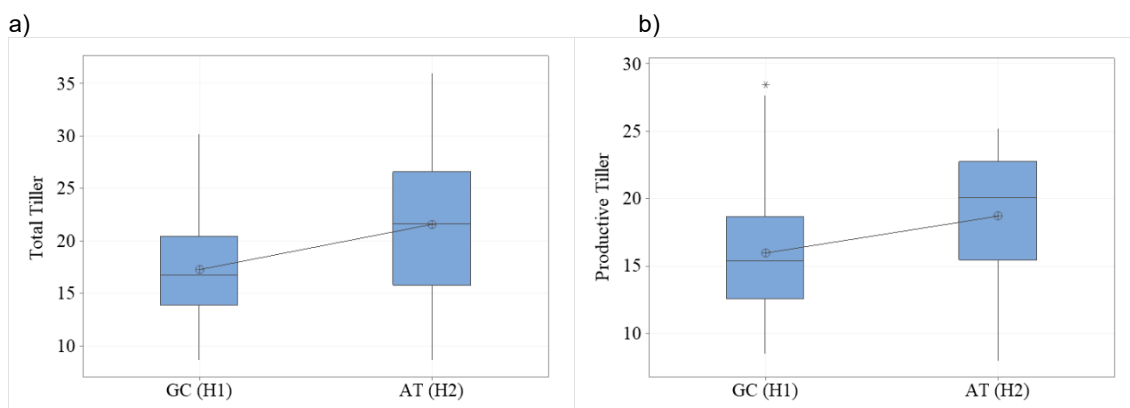 a)
b)
Total Tiller
35
30
25
20
15
10
GC (H1) AT (H2)
Productive Tiller
30
25
20
15
10
GC (H1) AT (H2)